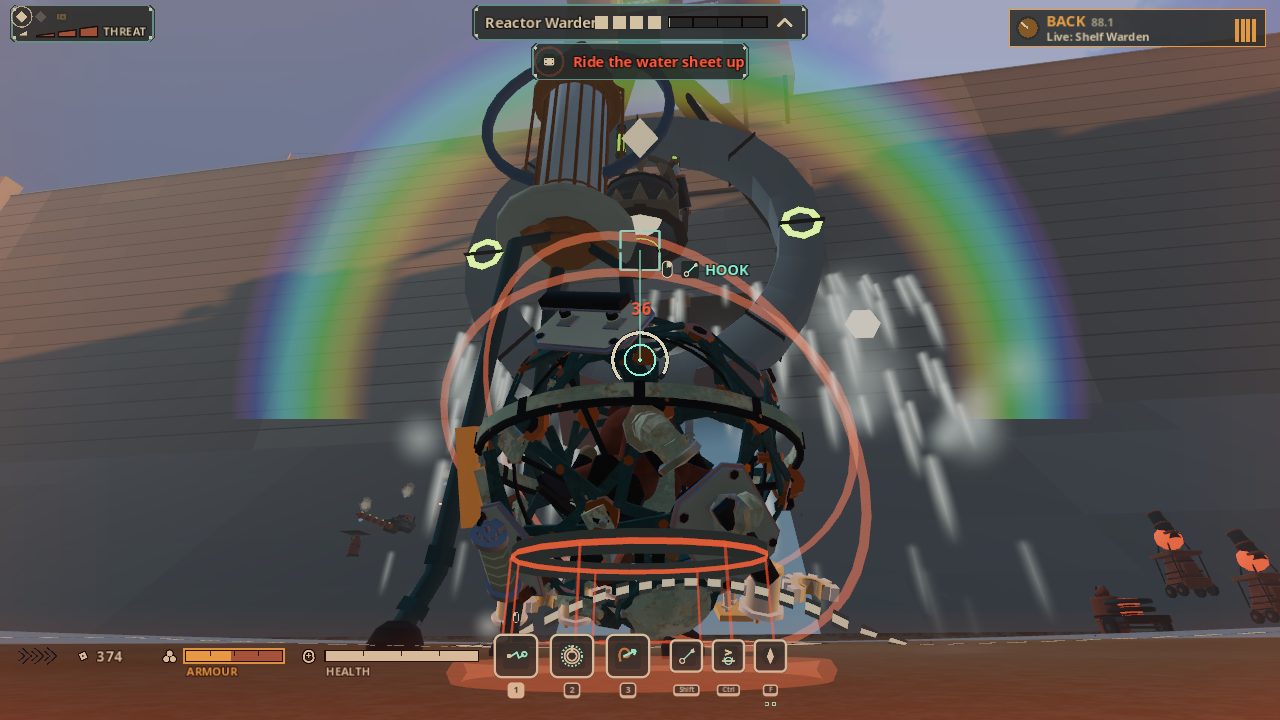 THREAT
Reactor Warden
Ride the water sheet up
BACK 88.1
Live: Shelf Warden
HOOK
36
374
ARMOUR
HEALTH
1
2
3
Shift
Ctrl
F